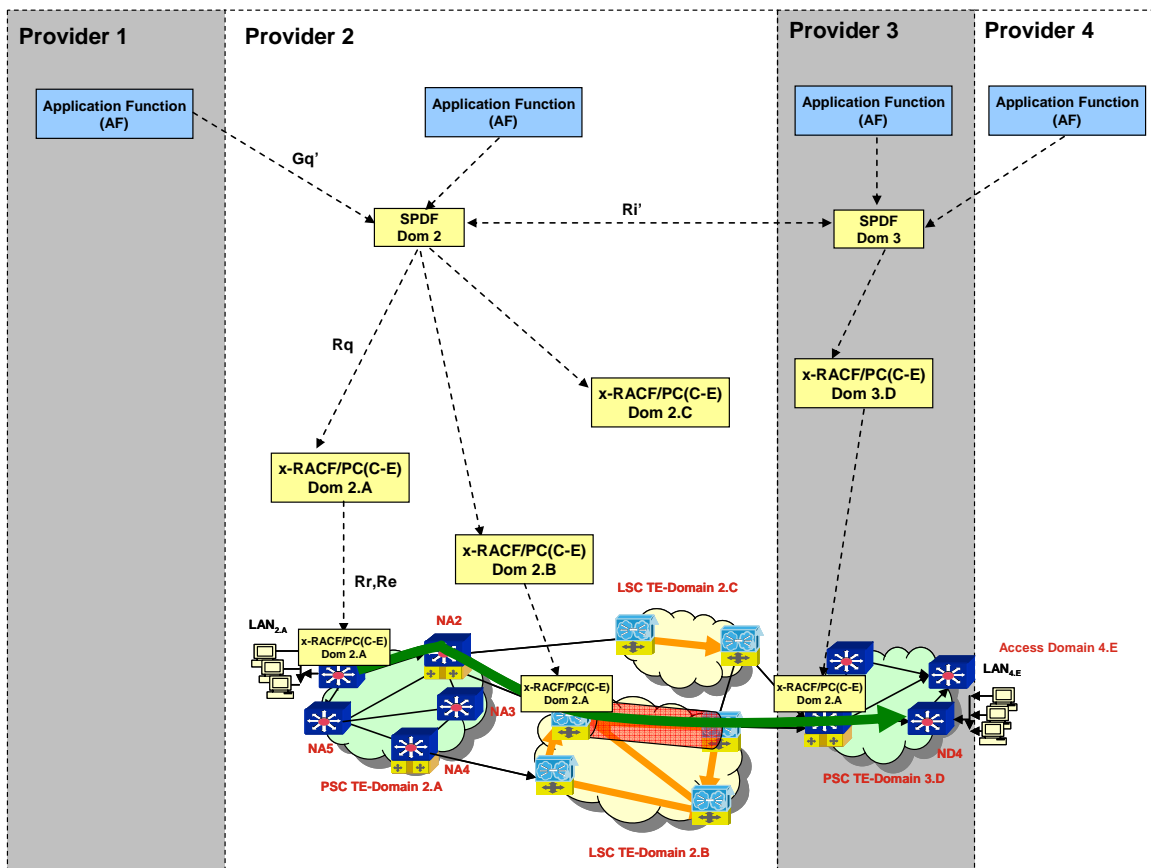 Provider 1
Provider 2
Provider 3
Provider 4
Application Function
(AF)
Application Function
(AF)
Application Function
(AF)
Application Function
(AF)
Gq’
Ri’
SPDF
Dom 2
SPDF
Dom 3
Rq
x-RACF/PC(C-E)
Dom 2.C
x-RACF/PC(C-E)
Dom 3.D
x-RACF/PC(C-E)
Dom 2.A
x-RACF/PC(C-E)
Dom 2.B
Rr,Re
LSC TE-Domain 2.C
LAN2.A
NA2
x-RACF/PC(C-E)
Dom 2.A
Access Domain 4.E
LAN4.E
x-RACF/PC(C-E)
Dom 2.A
x-RACF/PC(C-E)
Dom 2.A
NA3
NA5
NA4
ND4
PSC TE-Domain 2.A
PSC TE-Domain 3.D
LSC TE-Domain 2.B